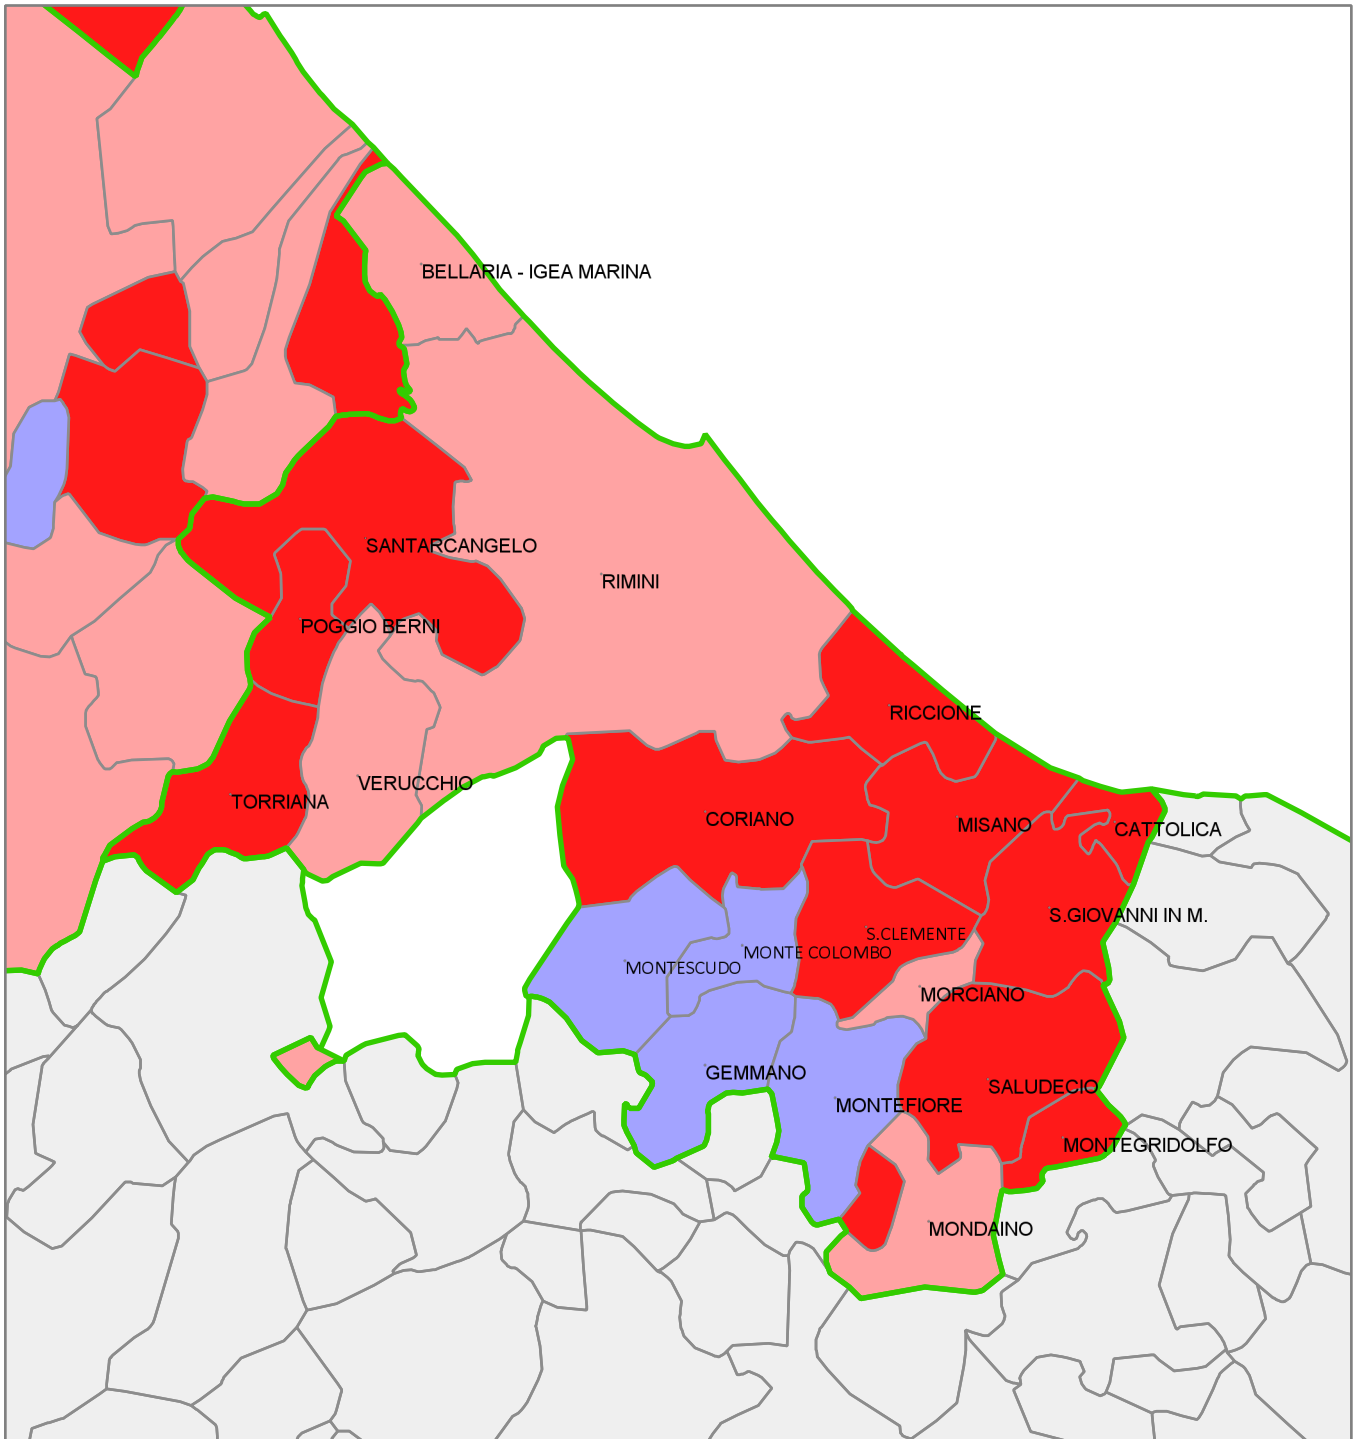 BELLARIA - IGEA MARINA
SANTARCANGELO
RIMINI
POGGIO BERNI
RICCIONE
VERUCCHIO
TORRIANA
CORIANO
MISANO
CATTOLICA
S.GIOVANNI IN M.
S.CLEMENTE
MONTE COLOMBO
MONTESCUDO
MORCIANO
GEMMANO
SALUDECIO
MONTEFIORE
MONTEGRIDOLFO
MONDAINO